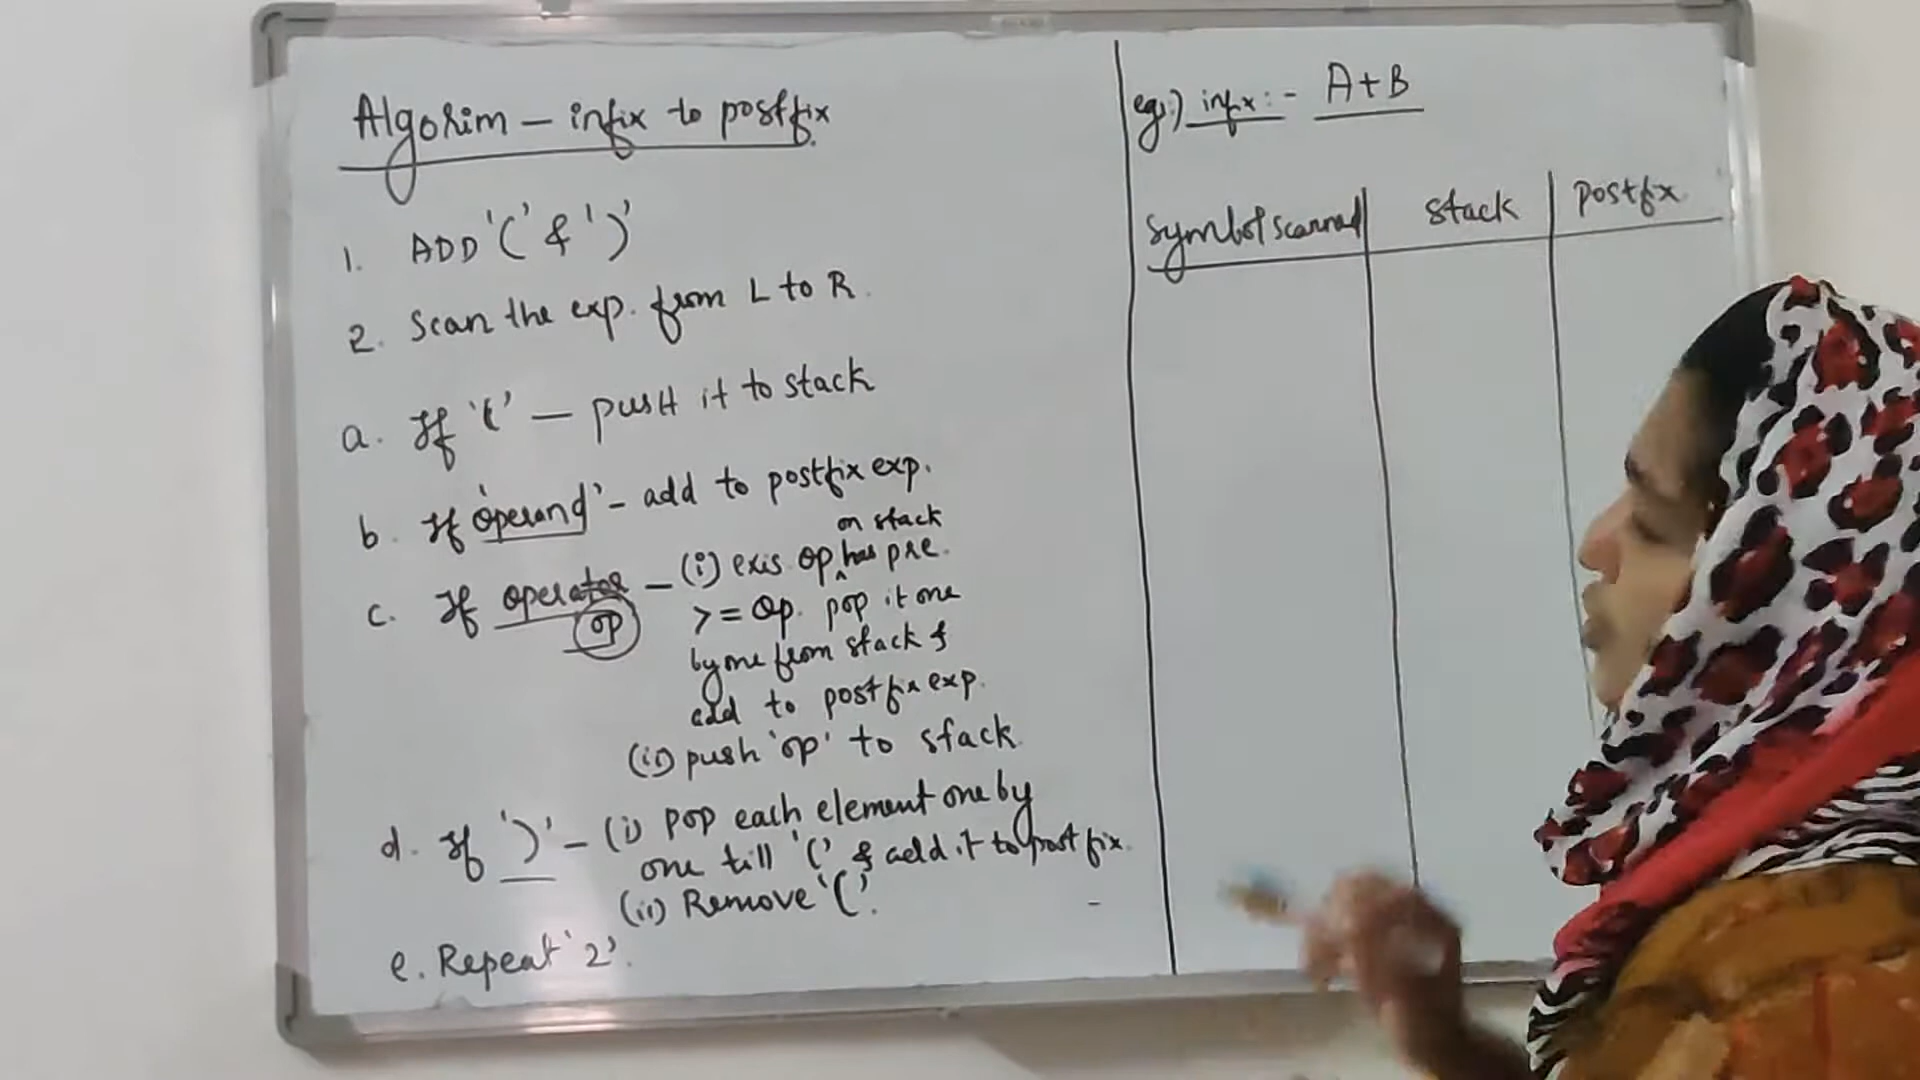 Algorim - infix to postfix
1. ADD '(' & ')'
2. Scan the exp. from L to R.
a. If '(' — push it to stack
b. If 'operand' - add to postfix exp.
on stack
c. If operator — (i) exis op has pre.
op
>= op. pop it one
by one from stack &
add to postfix exp.
(ii) push 'op' to stack.
d. If ')' - (i) pop each element one by
one till '(' & add it to postfix.
(ii) Remove '('.
e. Repeat '2'.
eg:) infx :- A+B
symbol scanned stack postfx